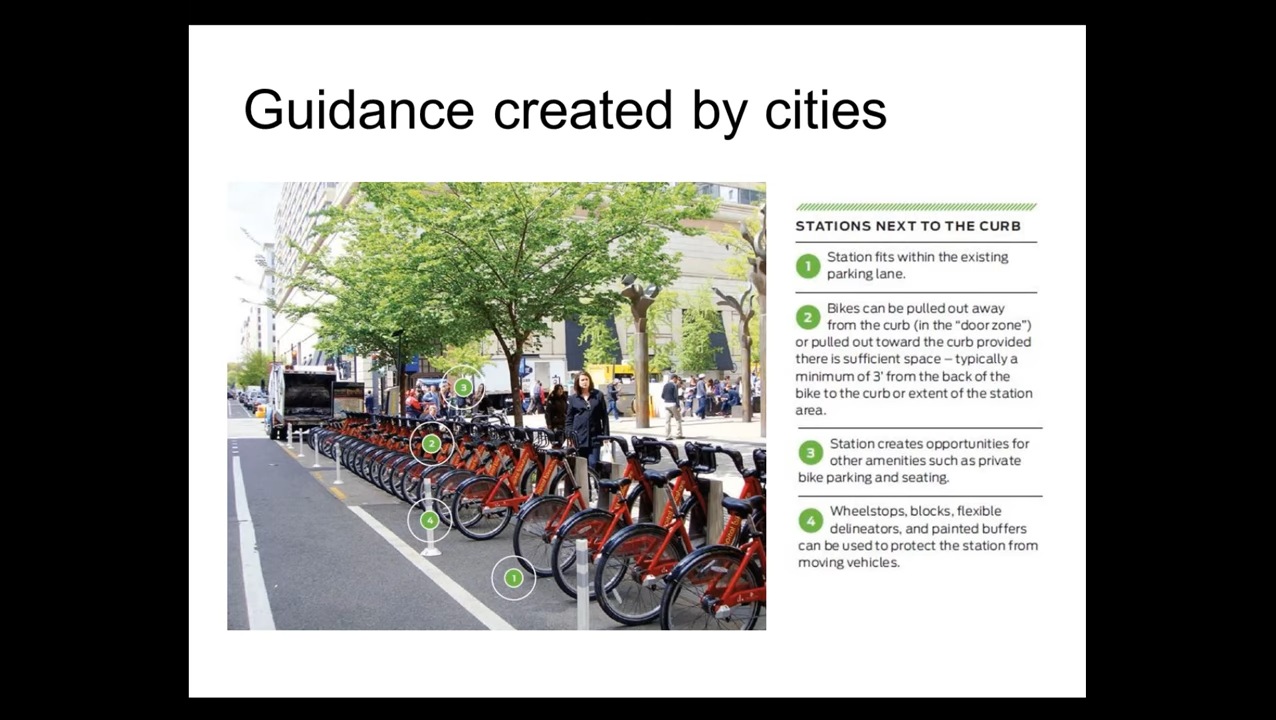 Guidance created by cities
STATIONS NEXT TO THE CURB
1 Station fits within the existing
parking lane.
2 Bikes can be pulled out away
from the curb (in the “door zone”)
or pulled out toward the curb provided
there is sufficient space – typically a
minimum of 3' from the back of the
bike to the curb or extent of the station
area.
3 Station creates opportunities for
other amenities such as private
bike parking and seating.
4 Wheelstops, blocks, flexible
delineators, and painted buffers
can be used to protect the station from
moving vehicles.
3
2
4
1